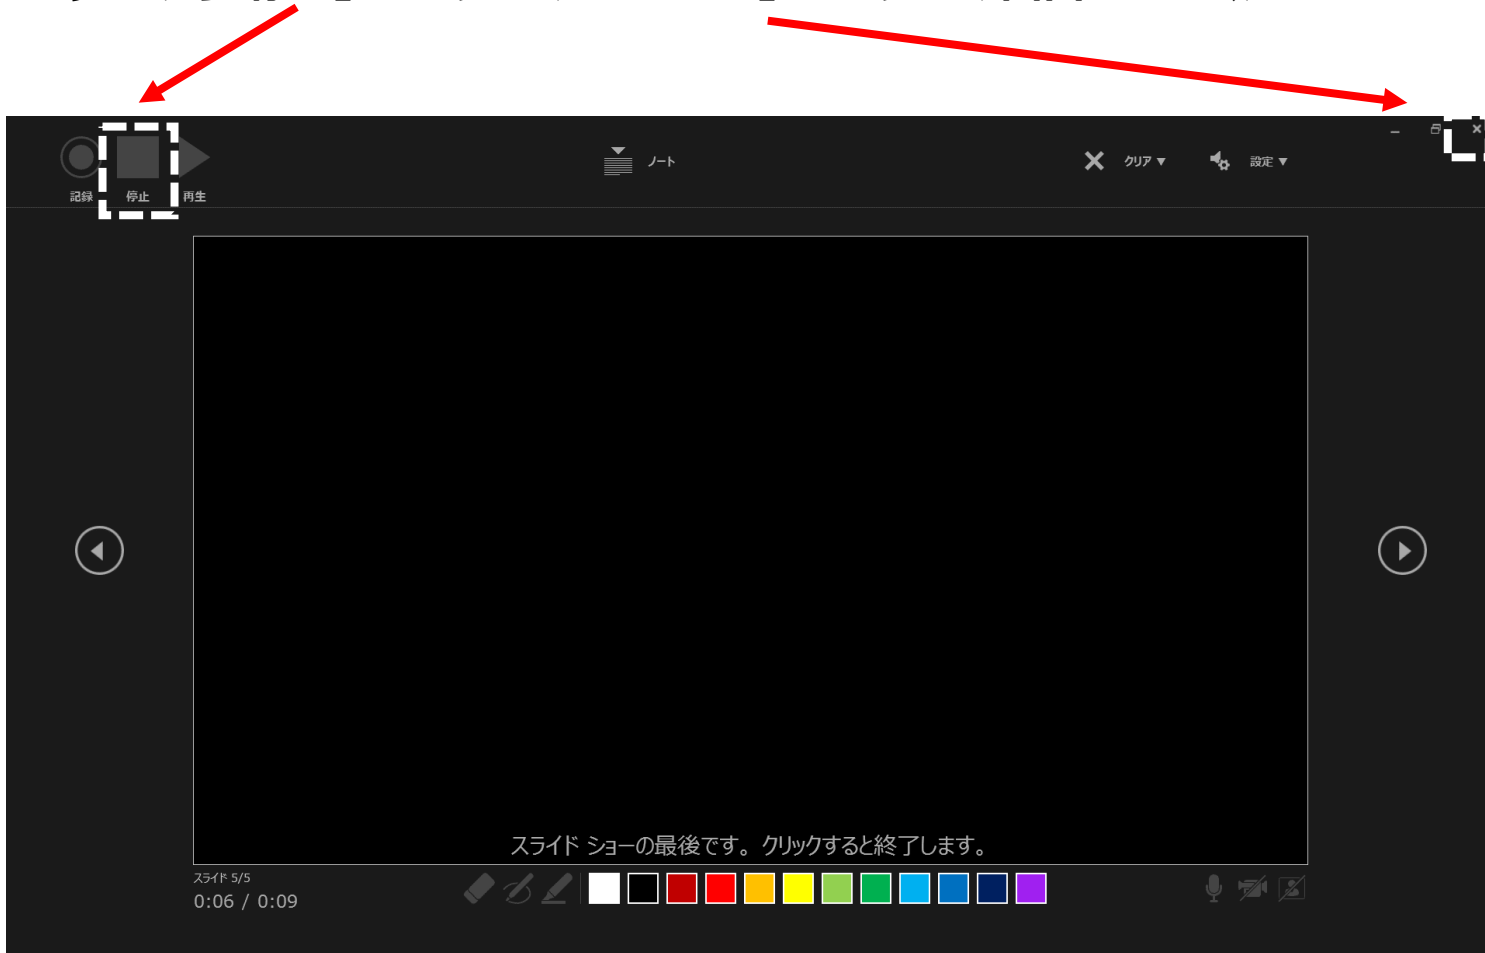 ノート
クリア
設定
記録
停止
再生
スライド ショーの最後です。クリックすると終了します。
スライド 5/5
0:06 / 0:09